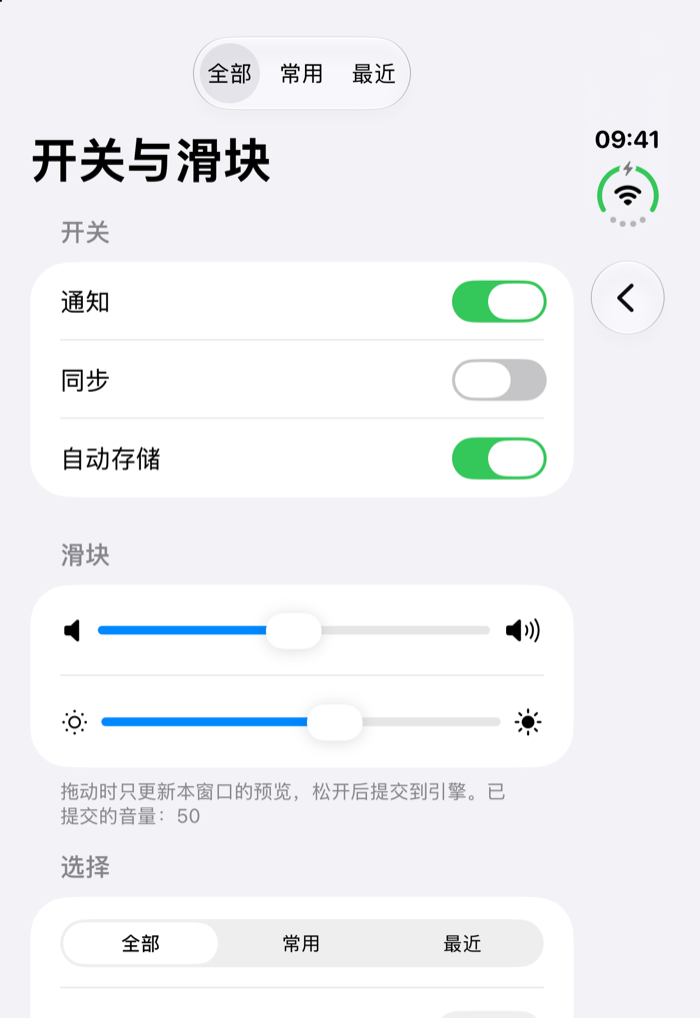 全部 常用 最近
开关与滑块
09:41
开关
通知
同步
自动存储
滑块
拖动时只更新本窗口的预览，松开后提交到引擎。已
提交的音量：50
选择
全部 常用 最近